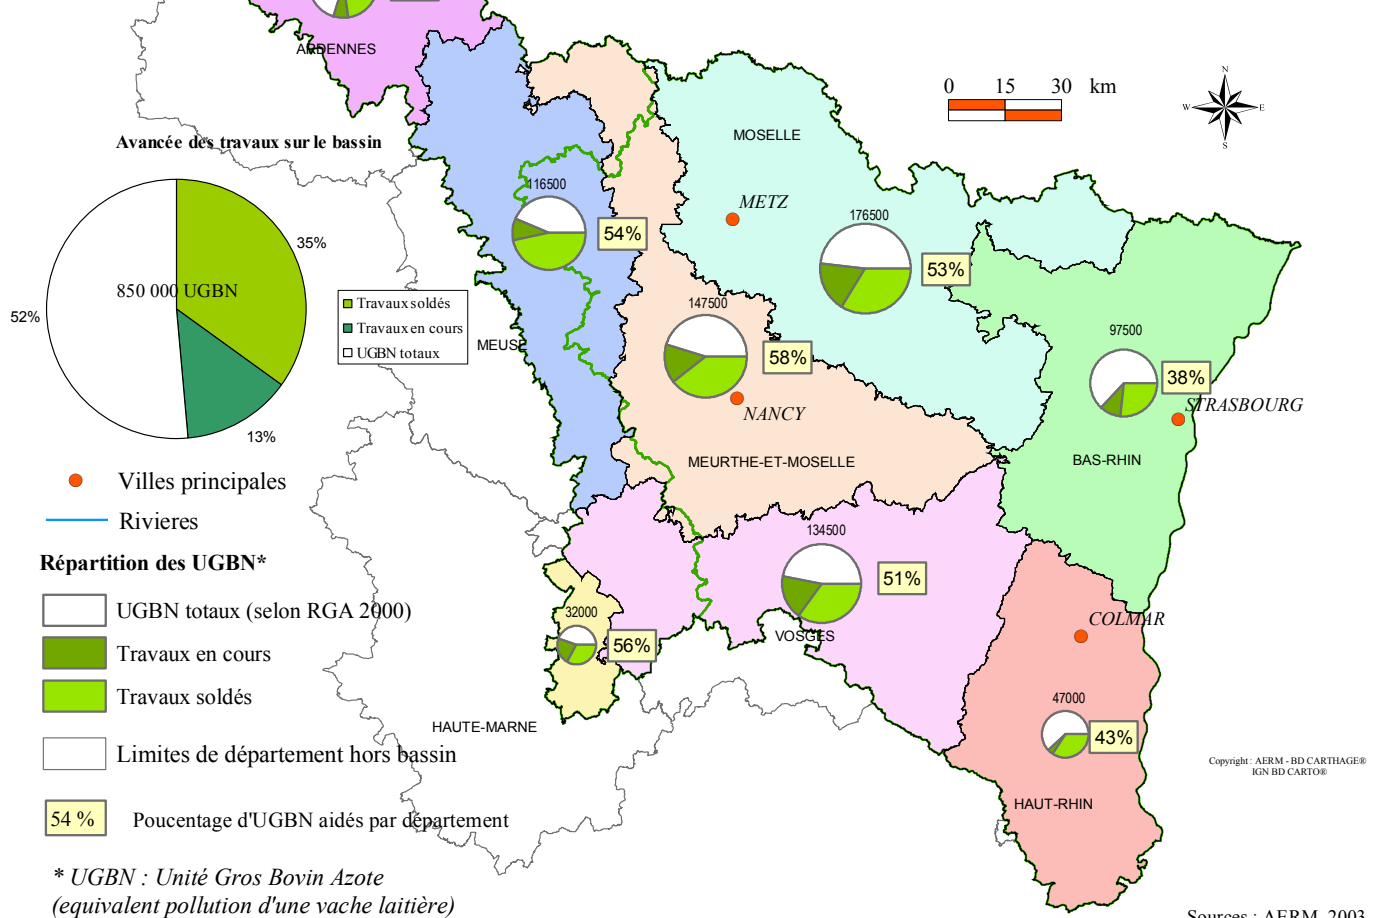 ARDENNES
0 15 30 km
N
W E
S
MOSELLE
Avancée des travaux sur le bassin
116500
METZ
176500
54%
35%
53%
850 000 UGBN
147500
Travaux soldés
52%
Travaux en cours
97500
MEUSE
UGBN totaux
58%
38%
NANCY
STRASBOURG
13%
MEURTHE-ET-MOSELLE
BAS-RHIN
Villes principales
Rivieres
134500
Répartition des UGBN*
51%
UGBN totaux (selon RGA 2000)
32000
COLMAR
VOSGES
56%
Travaux en cours
Travaux soldés
47000
HAUTE-MARNE
43%
Limites de département hors bassin
Copyright : AERM - BD CARTHAGE®
IGN BD CARTO®
HAUT-RHIN
54 %
Poucentage d'UGBN aidés par département
* UGBN : Unité Gros Bovin Azote
(equivalent pollution d'une vache laitière)
Sources : AERM, 2003